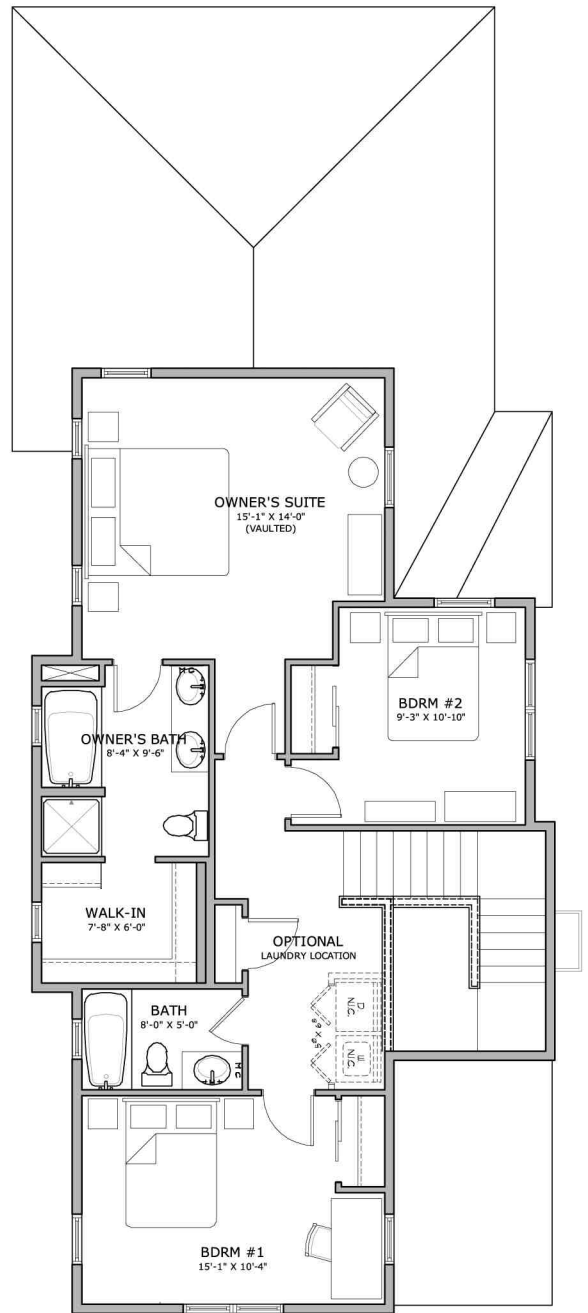 OWNER'S SUITE
15'-1" X 14'-0"
(VAULTED)
M C
BDRM #2
9'-3" X 10'-10"
OWNER'S BATH
8'-4" X 9'-6"
WALK-IN
7'-8" X 6'-0"
OPTIONAL
LAUNDRY LOCATION
BATH
8'-0" X 5'-0"
D
N.I.C.
N.I.C.
M C
BDRM #1
15'-1" X 10'-4"